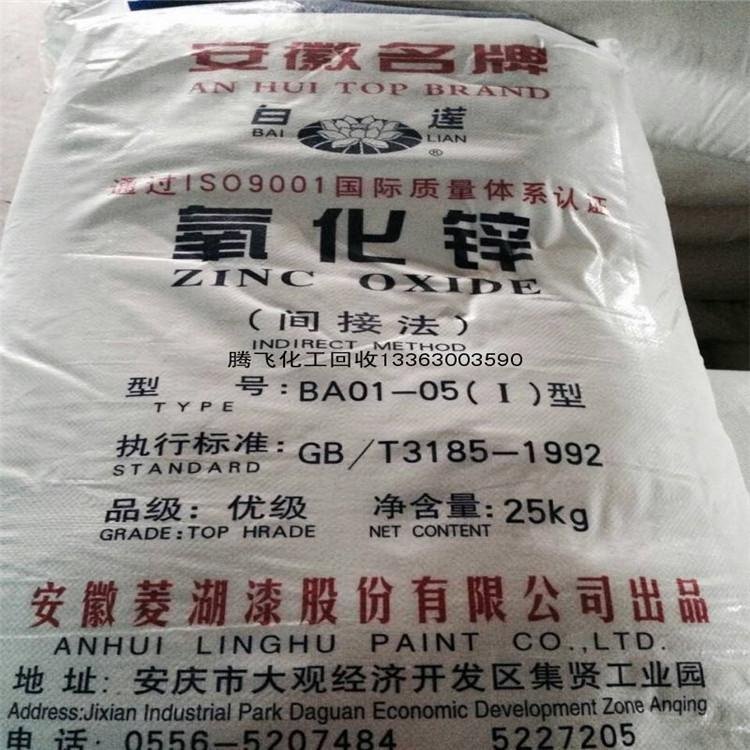 安徽名牌
AN HUI TOP BRAND
白 莲
BAI LIAN
®
通过ISO9001国际质量体系认证
氧化锌
ZINC OXIDE
(间接法)
INDIRECT METHOD
腾飞化工回收13363003590
型 号:BA01-05(I)型
TYPE
执行标准:GB/T3185-1992
STANDARD
品级:优级 净含量:25kg
GRADE:TOP HRADE NET CONTENT
安徽菱湖漆股份有限公司出品
ANHUI LINGHU PAINT CO.,LTD.
地 址:安庆市大观经济开发区集贤工业园
Address:Jixian Industrial Park Daguan Economic Development Zone Anqing
电 话:0556-5207484 5227205